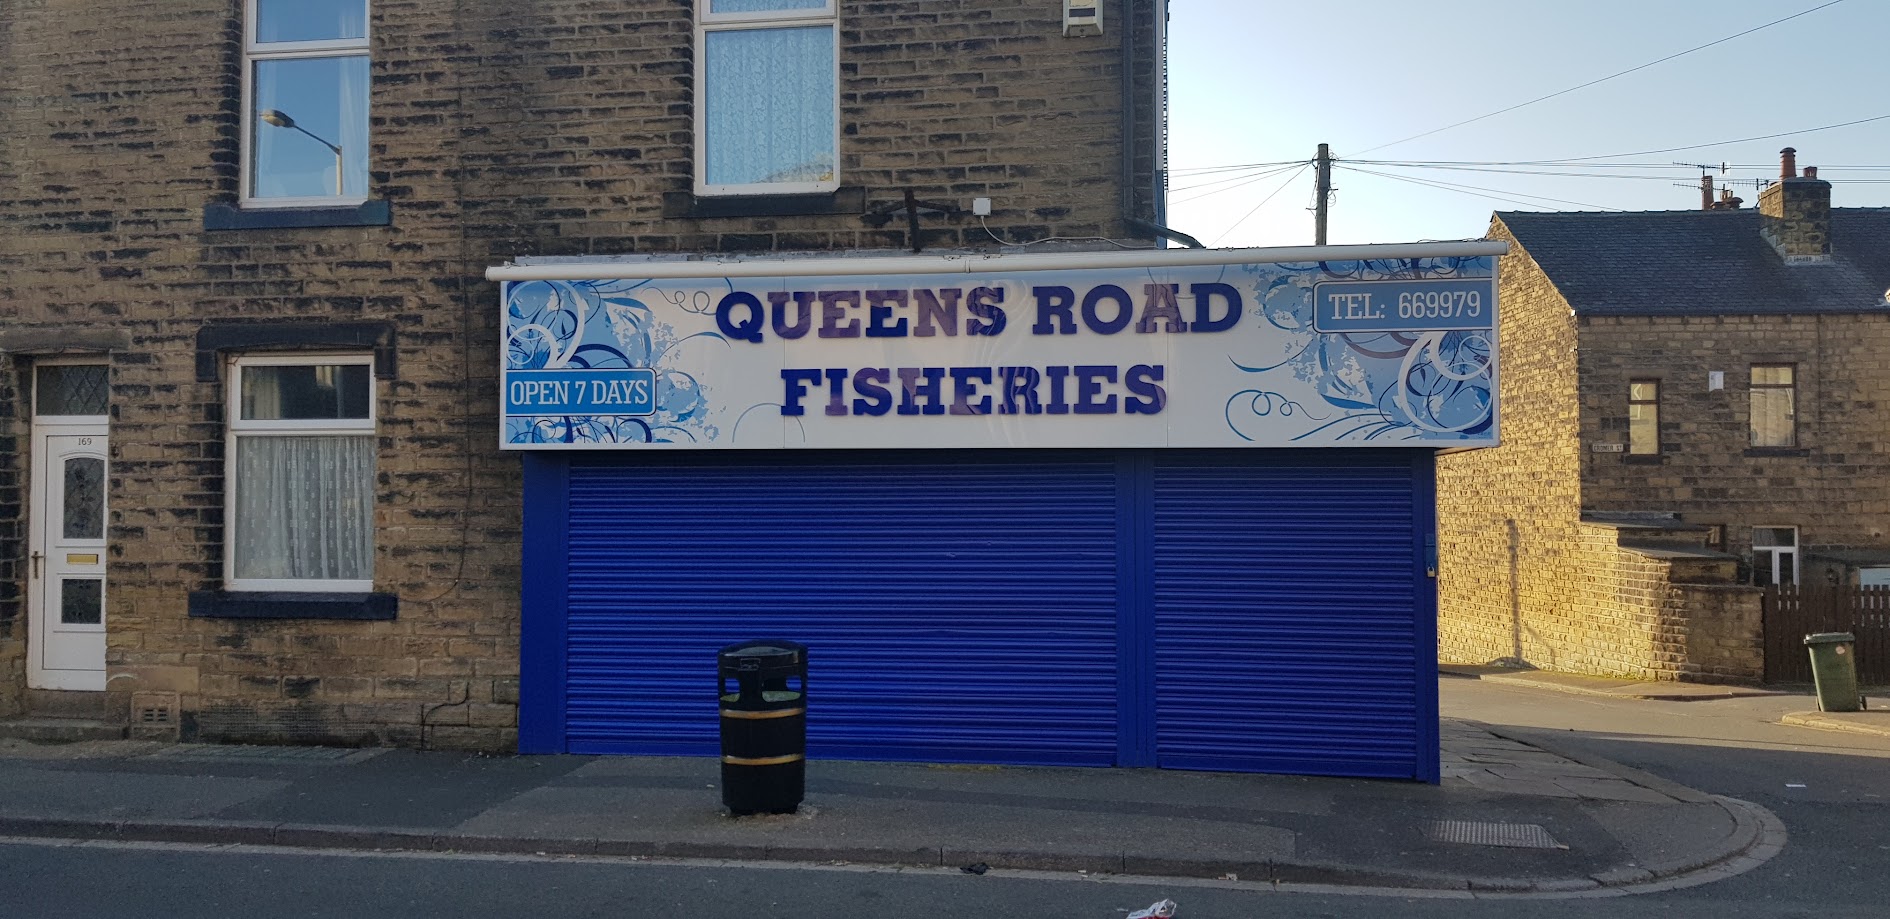 QUEENS ROAD
FISHERIES
TEL: 669979
OPEN 7 DAYS
169